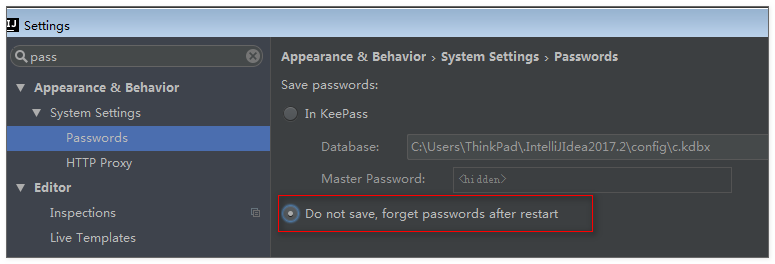 IJ Settings
pass
Appearance & Behavior
System Settings
Passwords
HTTP Proxy
Editor
Inspections
Live Templates
Appearance & Behavior › System Settings › Passwords
Save passwords:
In KeePass
Database: C:\Users\ThinkPad\.IntelliJIdea2017.2\config\c.kdbx
Master Password: <hidden>
Do not save, forget passwords after restart